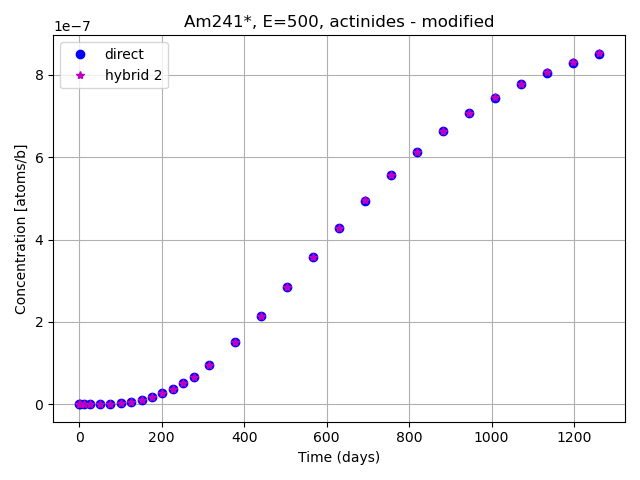 Am241*, E=500, actinides - modified
1e−7
direct
hybrid 2
8
6
4
2
0
Concentration [atoms/b]
0 200 400 600 800 1000 1200
Time (days)